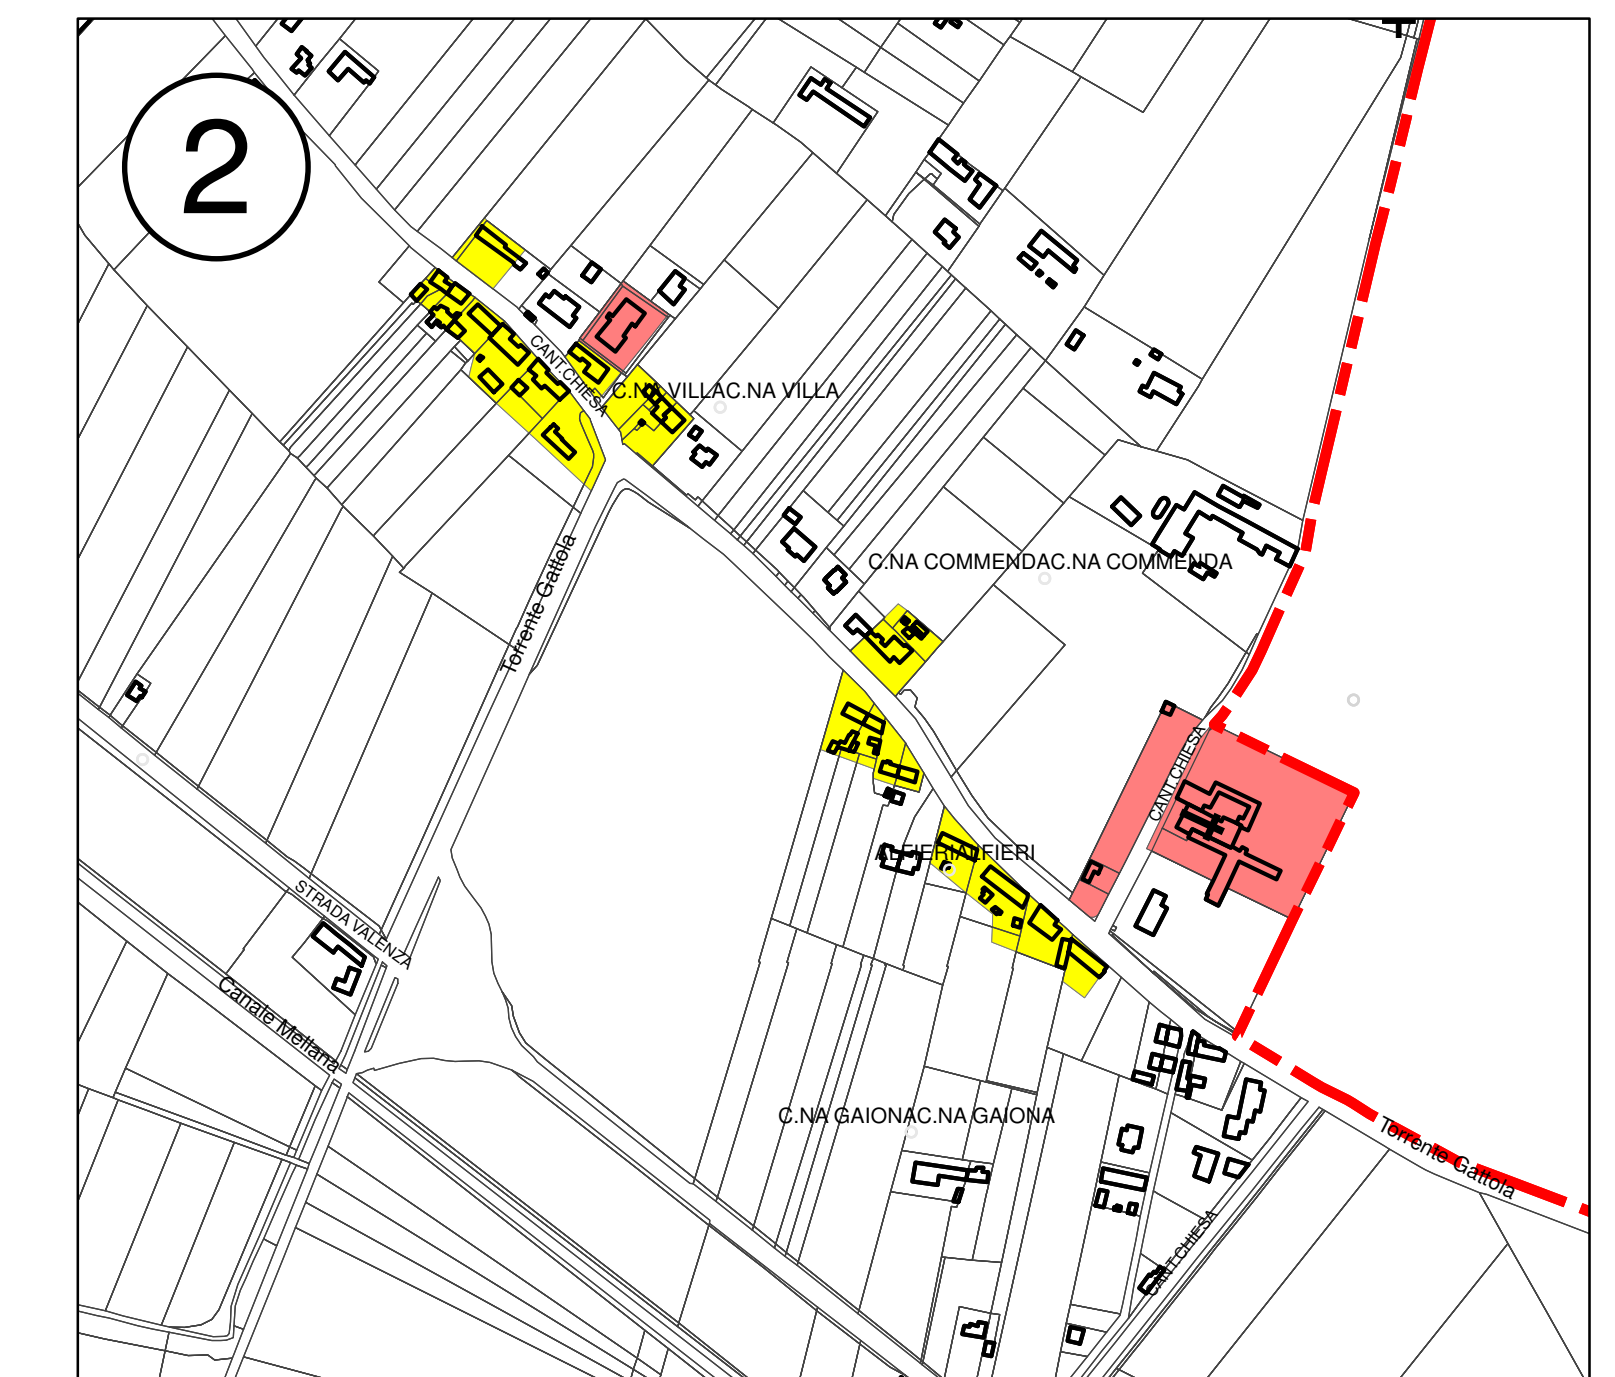 2
CANT.CHIESA
C.NA VILLAC.NA VILLA
Torrente Gattola
C.NA COMMENDAC.NA COMMENDA
CANT.CHIESA
ALFIERIALFIERI
STRADA VALENZA
Canale Mellana
C.NA GAIONAC.NA GAIONA
Torrente Gattola
CANT.CHIESA